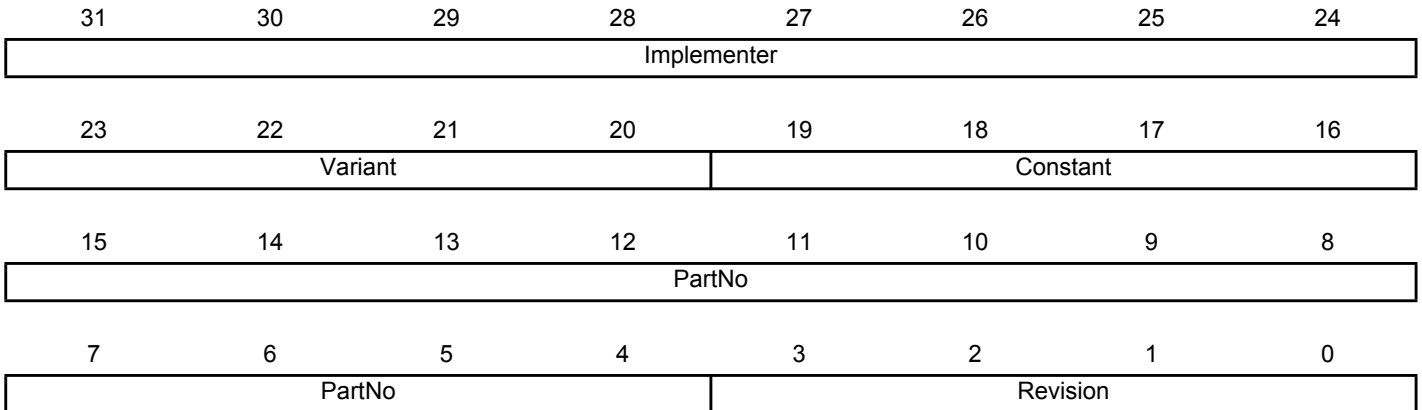 31 30 29 28 27 26 25 24
Implementer
23 22 21 20 19 18 17 16
Variant Constant
15 14 13 12 11 10 9 8
PartNo
7 6 5 4 3 2 1 0
PartNo Revision